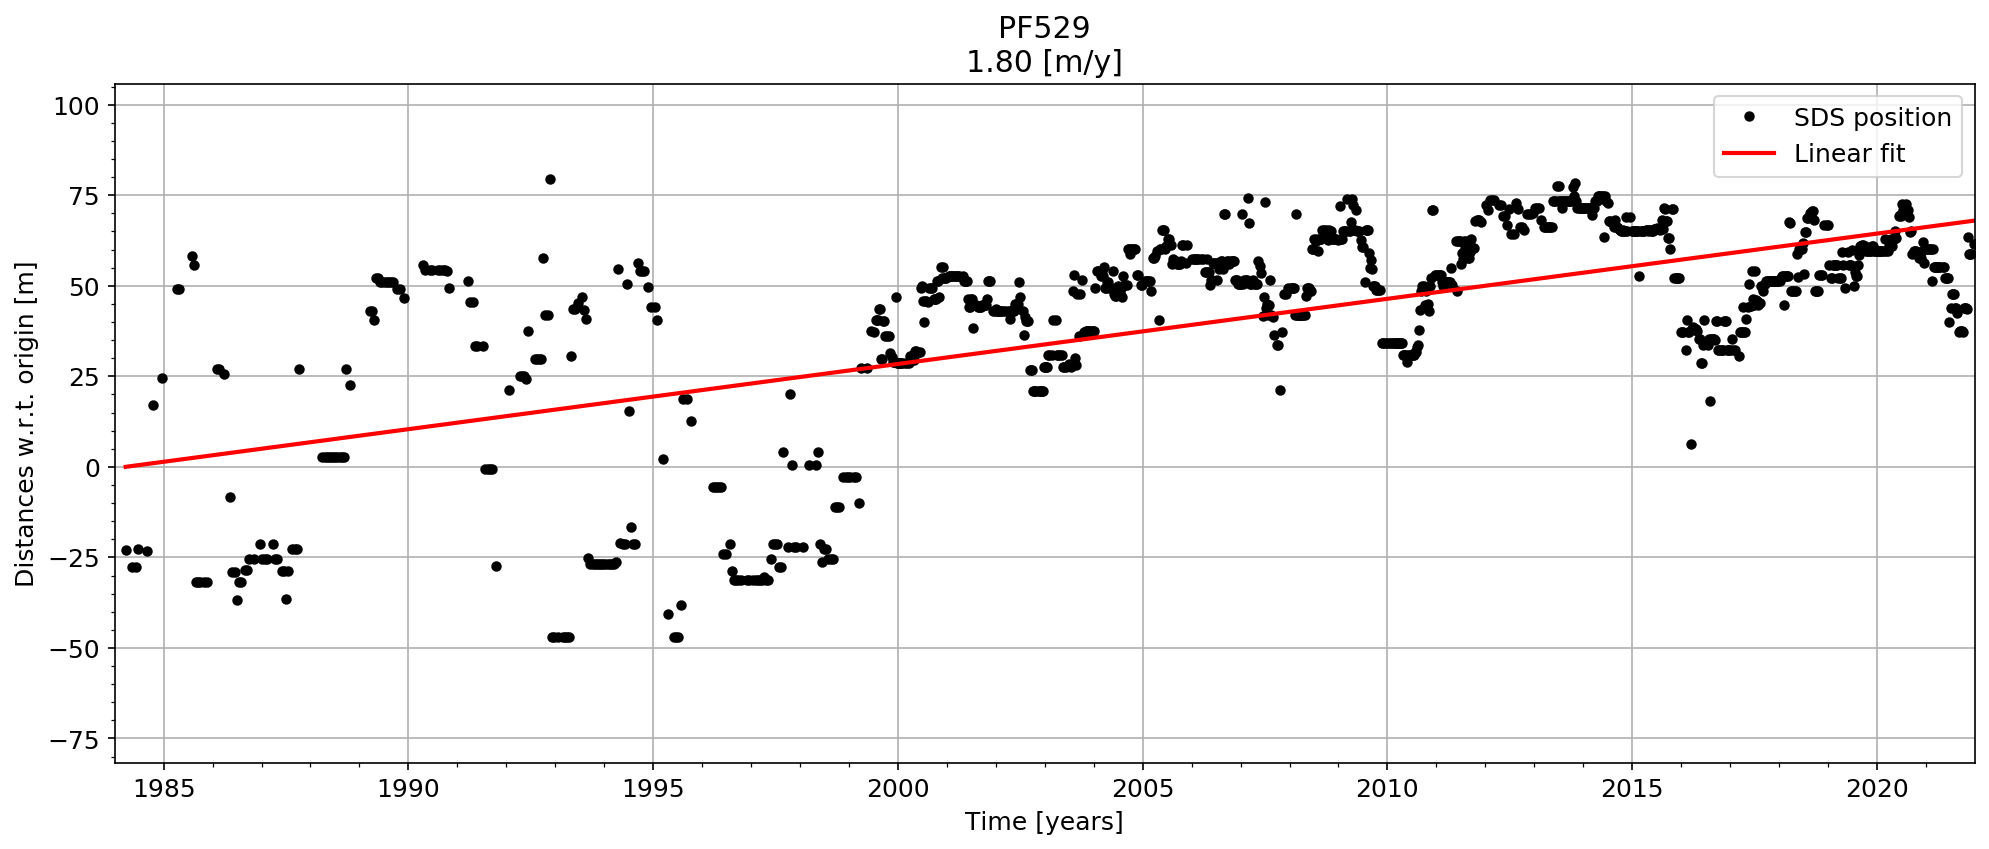 PF529
1.80 [m/y]
SDS position
Linear fit
Distances w.r.t. origin [m]
100
75
50
25
0
−25
−50
−75
1985 1990 1995 2000 2005 2010 2015 2020
Time [years]